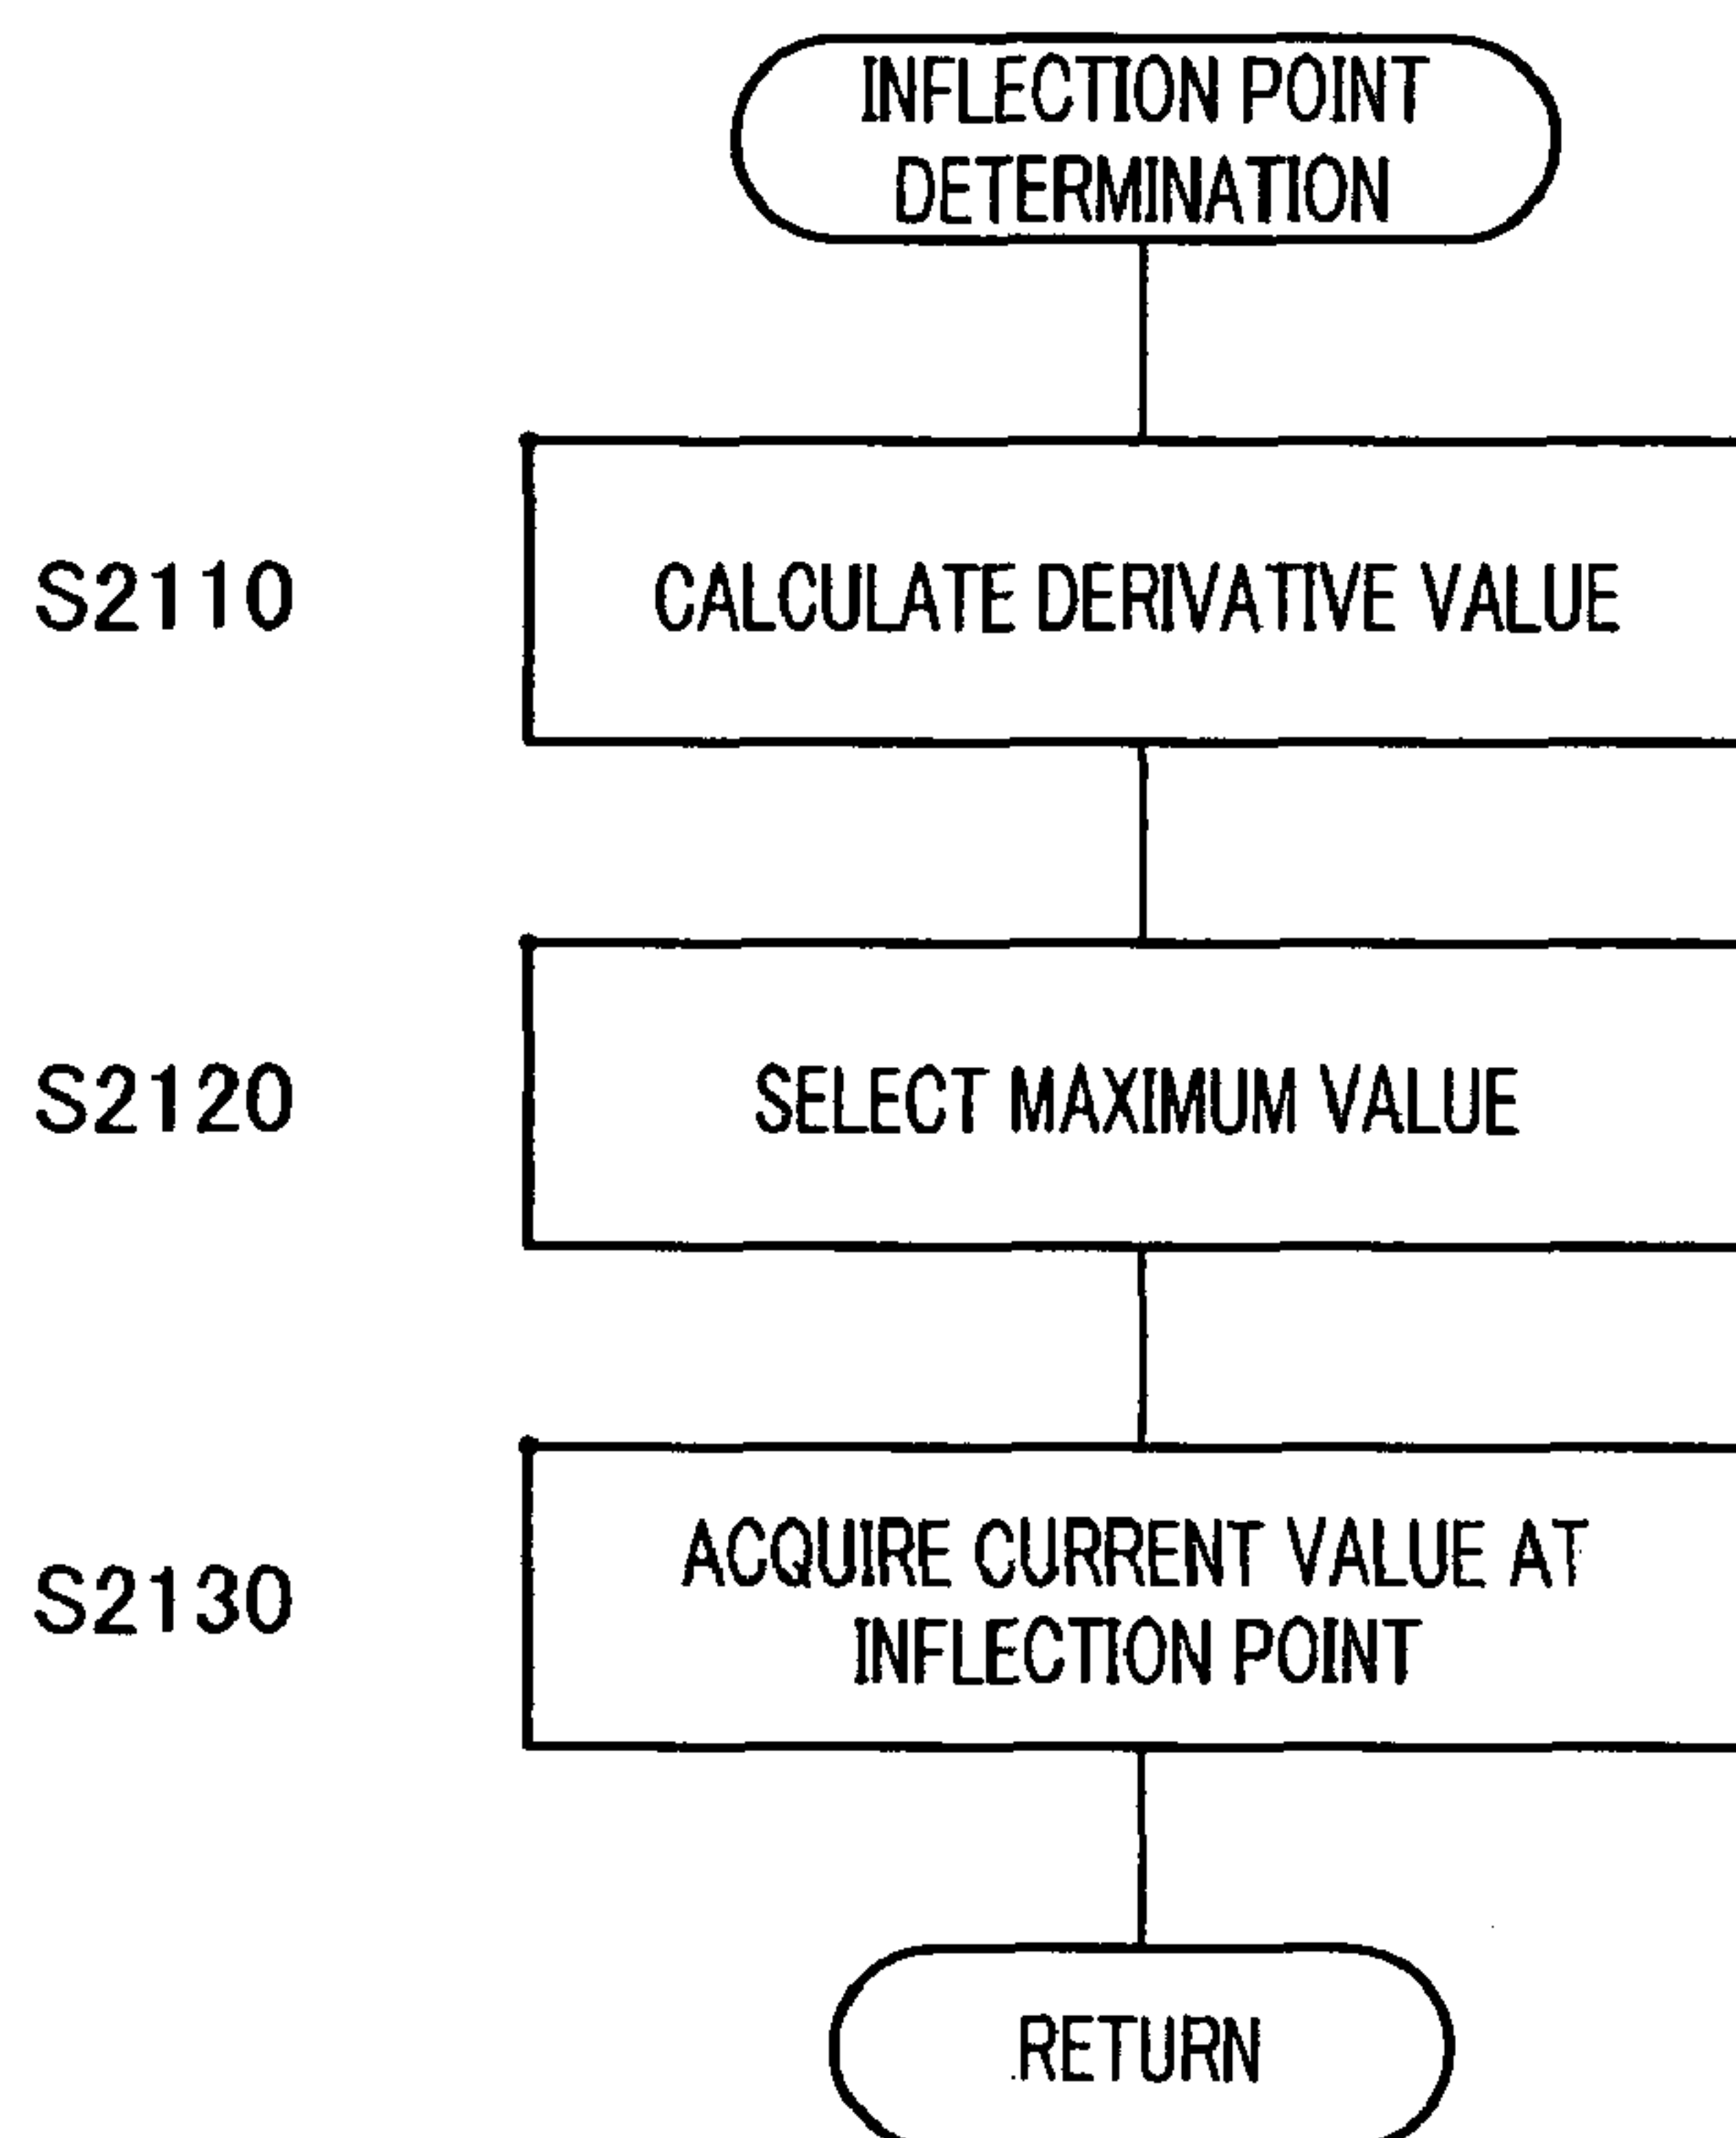 INFLECTION POINT
DETERMINATION
S2110
CALCULATE DERIVATIVE VALUE
S2120
SELECT MAXIMUM VALUE
S2130
ACQUIRE CURRENT VALUE AT
INFLECTION POINT
RETURN